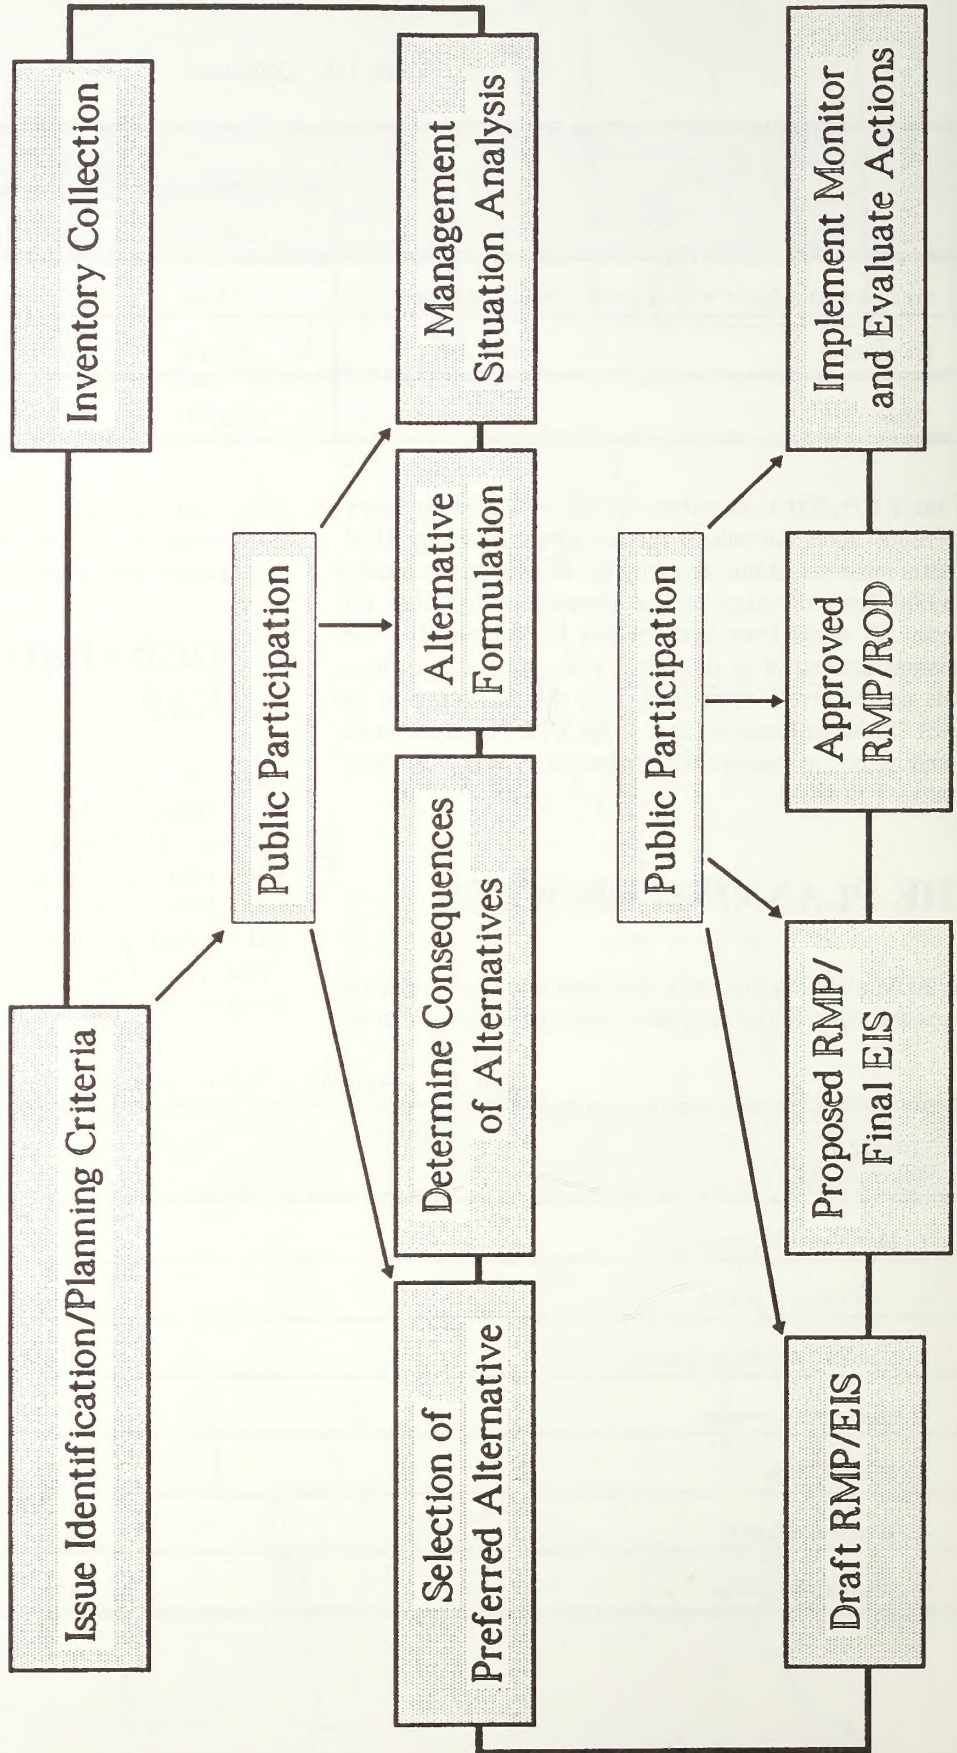 Issue Identification/Planning Criteria
Inventory Collection
Public Participation
Selection of
Preferred Alternative
Determine Consequences
of Alternatives
Alternative
Formulation
Management
Situation Analysis
Public Participation
Draft RMP/EIS
Proposed RMP/
Final EIS
Approved
RMP/ROD
Implement Monitor
and Evaluate Actions